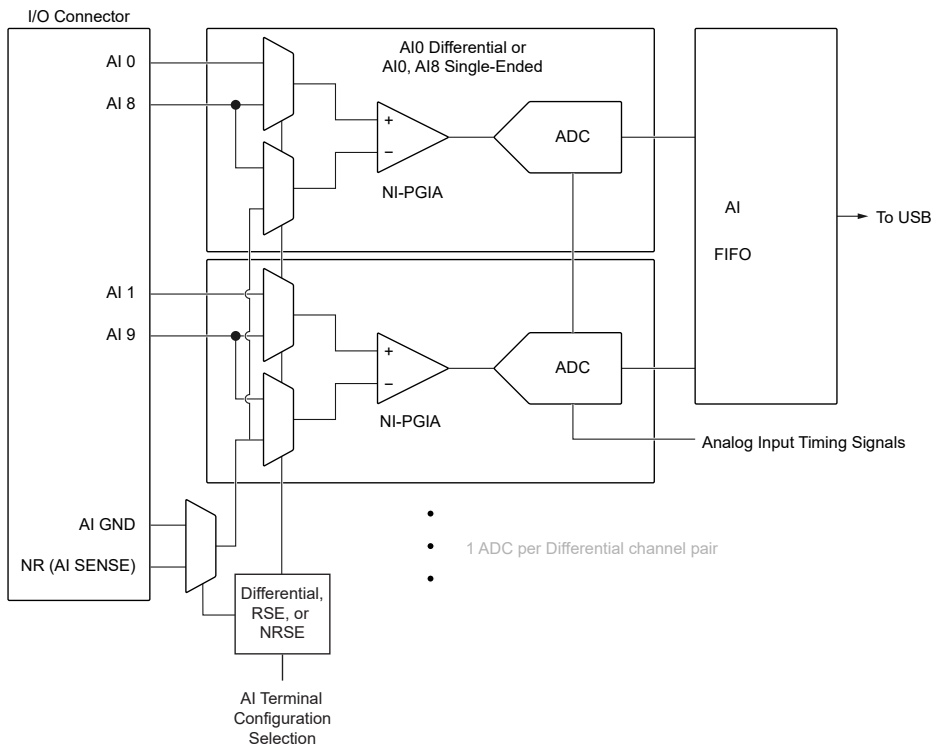 I/O Connector
AI 0
AI 8
AI0 Differential or
AI0, AI8 Single-Ended
+
−
NI-PGIA
ADC
AI
FIFO
To USB
AI 1
AI 9
+
−
NI-PGIA
ADC
Analog Input Timing Signals
AI GND
NR (AI SENSE)
1 ADC per Differential channel pair
Differential,
RSE, or
NRSE
AI Terminal
Configuration
Selection